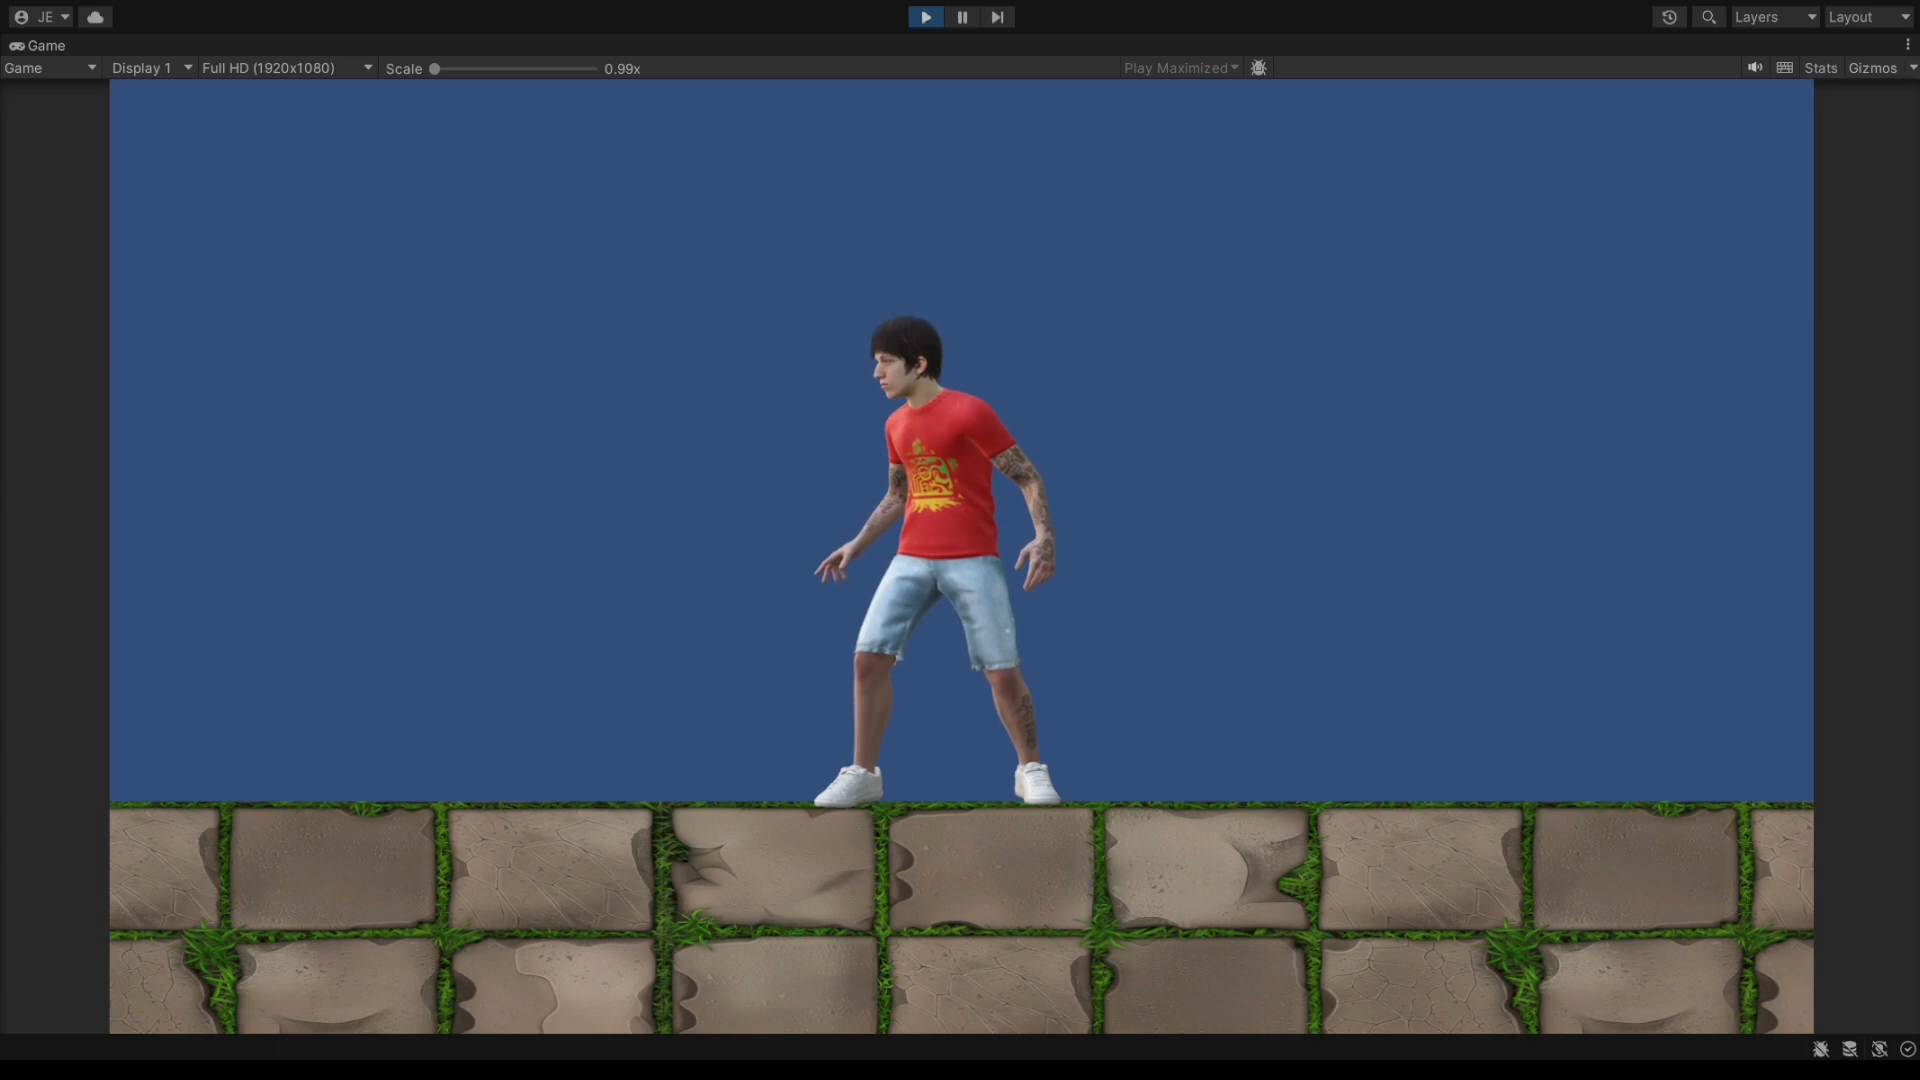 JE
Layers
Layout
Game
Game
Display 1
Full HD (1920x1080)
Scale
0.99x
Play Maximized
Stats
Gizmos